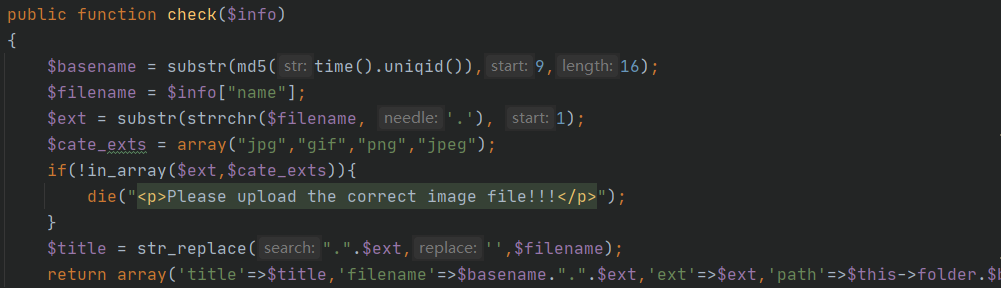 public function check($info)
{
    $basename = substr(md5( str: time().uniqid()), start: 9, length: 16);
    $filename = $info["name"];
    $ext = substr(strrchr($filename, needle: '.'), start: 1);
    $cate_exts = array("jpg","gif","png","jpeg");
    if(!in_array($ext,$cate_exts)){
        die("<p>Please upload the correct image file!!!</p>");
    }
    $title = str_replace( search: ".".$ext, replace: '',$filename);
    return array('title'=>$title,'filename'=>$basename.".".$ext,'ext'=>$ext,'path'=>$this->folder.